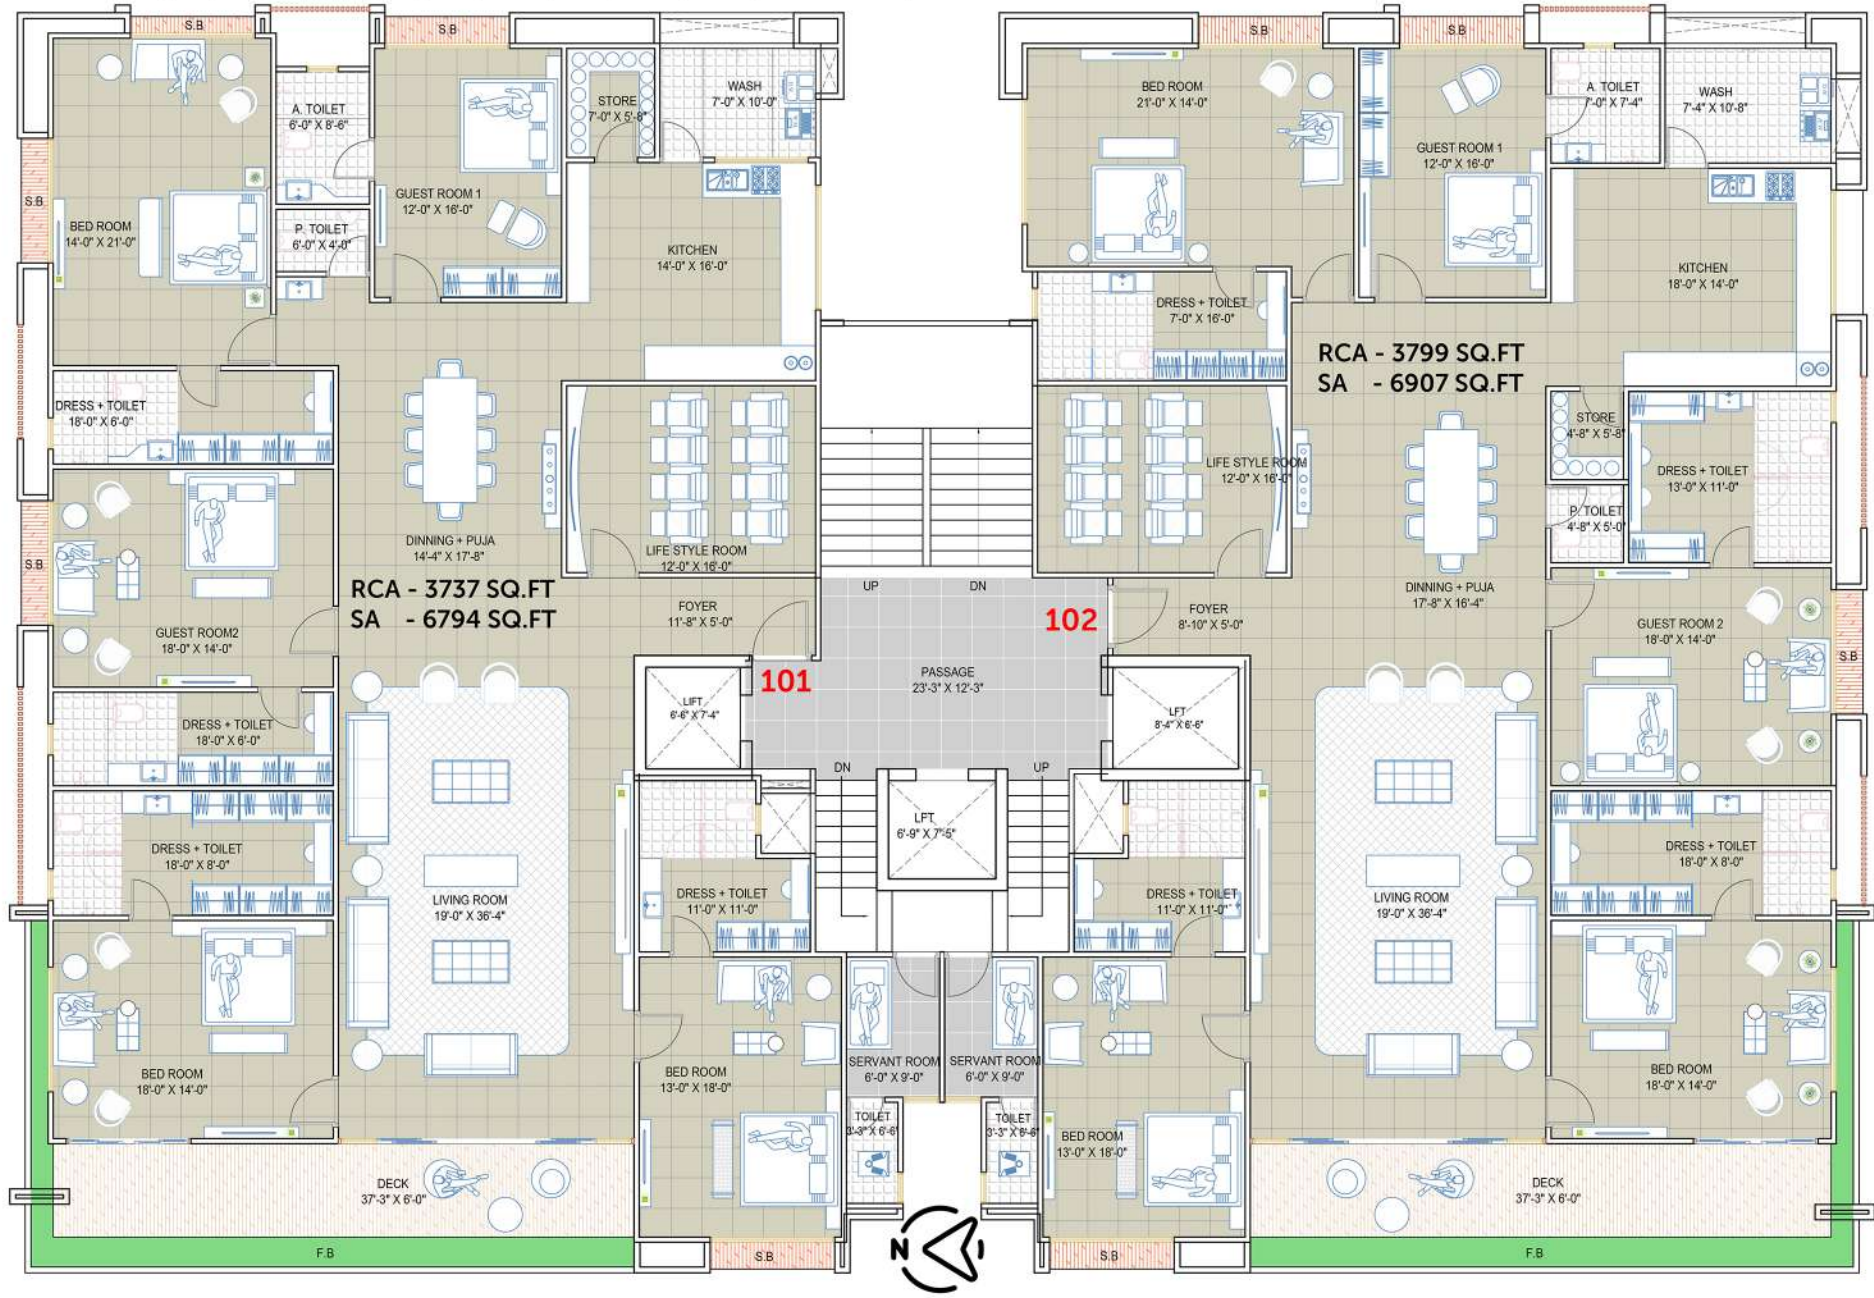 S.B
S.B
S.B
S.B
BED ROOM
14'-0" X 21'-0"
A. TOILET
6'-0" X 8'-6"
P. TOILET
6'-0" X 4'-0"
GUEST ROOM 1
12'-0" X 16'-0"
STORE
7'-0" X 5'-8"
WASH
7'-0" X 10'-0"
KITCHEN
14'-0" X 16'-0"
S.B
BED ROOM
21'-0" X 14'-0"
GUEST ROOM 1
12'-0" X 16'-0"
A. TOILET
7'-0" X 7'-4"
WASH
7'-4" X 10'-8"
KITCHEN
18'-0" X 14'-0"
DRESS + TOILET
7'-0" X 16'-0"
RCA - 3799 SQ.FT
SA - 6907 SQ.FT
DRESS + TOILET
18'-0" X 6'-0"
DINNING + PUJA
14'-4" X 17'-8"
LIFE STYLE ROOM
12'-0" X 16'-0"
LIFE STYLE ROOM
12'-0" X 16'-0"
STORE
4'-8" X 5'-8"
DRESS + TOILET
13'-0" X 11'-0"
P. TOILET
4'-8" X 5'-0"
DINNING + PUJA
17'-8" X 16'-4"
S.B
RCA - 3737 SQ.FT
SA - 6794 SQ.FT
GUEST ROOM2
18'-0" X 14'-0"
FOYER
11'-8" X 5'-0"
UP
DN
102
FOYER
8'-10" X 5'-0"
GUEST ROOM 2
18'-0" X 14'-0"
S.B
101
PASSAGE
23'-3" X 12'-3"
LIFT
6'-6" X 7'-4"
LFT
8'-4" X 6'-6"
DRESS + TOILET
18'-0" X 6'-0"
DN
UP
LFT
6'-9" X 7'-5"
DRESS + TOILET
18'-0" X 8'-0"
DRESS + TOILET
18'-0" X 8'-0"
LIVING ROOM
19'-0" X 36'-4"
DRESS + TOILET
11'-0" X 11'-0"
DRESS + TOILET
11'-0" X 11'-0"
LIVING ROOM
19'-0" X 36'-4"
BED ROOM
18'-0" X 14'-0"
BED ROOM
13'-0" X 18'-0"
SERVANT ROOM
6'-0" X 9'-0"
SERVANT ROOM
6'-0" X 9'-0"
BED ROOM
18'-0" X 14'-0"
TOILET
3'-3" X 6'-6"
TOILET
3'-3" X 6'-6"
BED ROOM
13'-0" X 18'-0"
DECK
37'-3" X 6'-0"
DECK
37'-3" X 6'-0"
F.B
S.B
N
S.B
F.B